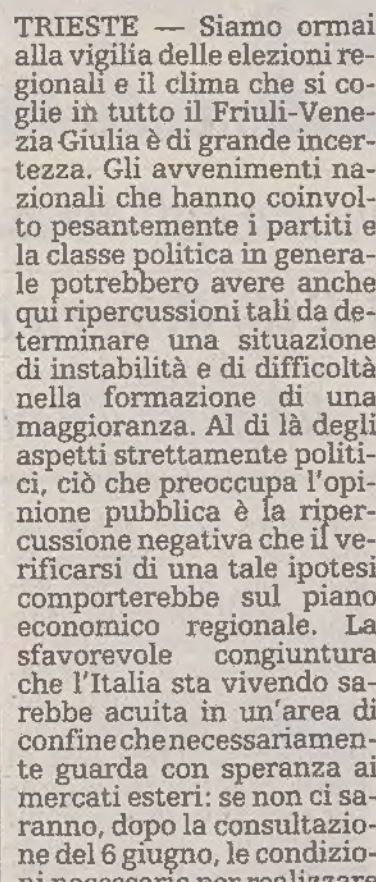 TRIESTE — Siamo ormai
alla vigilia delle elezioni re-
gionali e il clima che si co-
glie in tutto il Friuli-Vene-
zia Giulia è di grande incer-
tezza. Gli avvenimenti na-
zionali che hanno coinvol-
to pesantemente i partiti e
la classe politica in genera-
le potrebbero avere anche
qui ripercussioni tali da de-
terminare una situazione
di instabilità e di difficoltà
nella formazione di una
maggioranza. Al di là degli
aspetti strettamente politi-
ci, ciò che preoccupa l'opi-
nione pubblica è la riper-
cussione negativa che il ve-
rificarsi di una tale ipotesi
comporterebbe sul piano
economico regionale. La
sfavorevole congiuntura
che l'Italia sta vivendo sa-
rebbe acuita in un'area di
confine che necessariamen-
te guarda con speranza ai
mercati esteri: se non ci sa-
ranno, dopo la consultazio-
ne del 6 giugno, le condizio-
ni necessarie per realizzare